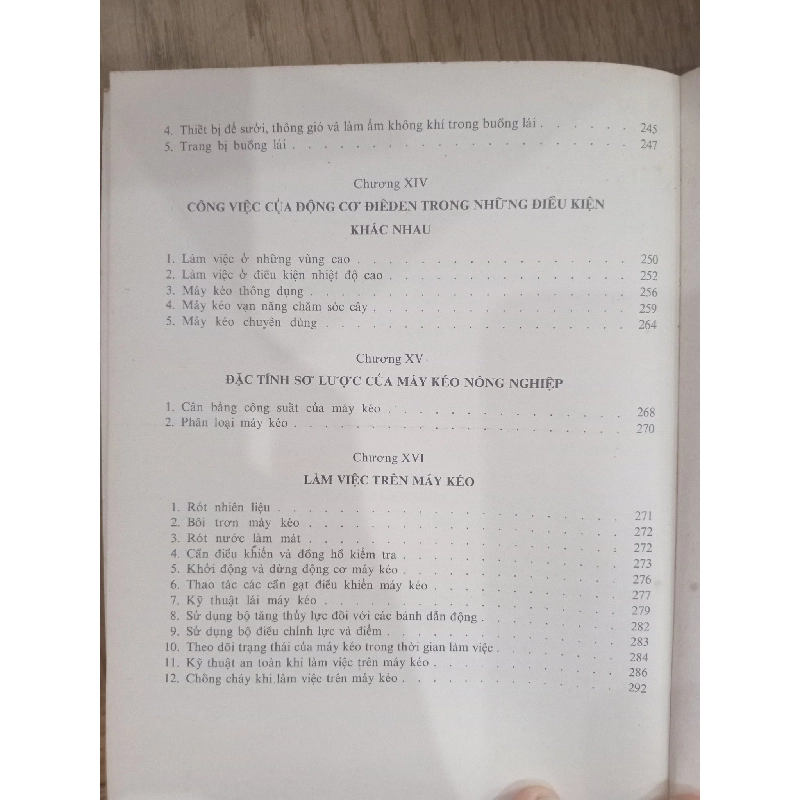 4. Thiết bị để sưởi, thông gió và làm ẩm không khí trong buồng lái . . . . . . 245
5. Trang bị buồng lái . . . . . . . . . . . . . . . . . . 247
Chương XIV
CÔNG VIỆC CỦA ĐỘNG CƠ ĐIÊDEN TRONG NHỮNG ĐIỀU KIỆN
KHÁC NHAU
1. Làm việc ở những vùng cao . . . . . . . . . . . . . . . 250
2. Làm việc ở điều kiện nhiệt độ cao . . . . . . . . . . . . . 252
3. Máy kéo thông dụng . . . . . . . . . . . . . . . . . 256
4. Máy kéo vạn năng chăm sóc cây . . . . . . . . . . . . . . 259
5. Máy kéo chuyên dùng . . . . . . . . . . . . . . . . . 264
Chương XV
ĐẶC TÍNH SƠ LƯỢC CỦA MÁY KÉO NÔNG NGHIỆP
1. Cân bằng công suất của máy kéo . . . . . . . . . . . . . 268
2. Phân loại máy kéo . . . . . . . . . . . . . . . . . . 270
Chương XVI
LÀM VIỆC TRÊN MÁY KÉO
1. Rót nhiên liệu . . . . . . . . . . . . . . . . . . . 271
2. Bôi trơn máy kéo . . . . . . . . . . . . . . . . . . 272
3. Rót nước làm mát . . . . . . . . . . . . . . . . . . 272
4. Cần điều khiển và đồng hồ kiểm tra . . . . . . . . . . . . 273
5. Khởi động và dừng động cơ máy kéo . . . . . . . . . . . . 276
6. Thao tác các cần gạt điều khiển máy kéo . . . . . . . . . . . 277
7. Kỹ thuật lái máy kéo . . . . . . . . . . . . . . . . . 279
8. Sử dụng bộ tăng thủy lực đối với các bánh dẫn động . . . . . . . . 282
9. Sử dụng bộ điều chỉnh lực và điểm . . . . . . . . . . . . . 283
10. Theo dõi trạng thái của máy kéo trong thời gian làm việc . . . . . . . 284
11. Kỹ thuật an toàn khi làm việc trên máy kéo . . . . . . . . . . 286
12. Chống cháy khi làm việc trên máy kéo . . . . . . . . . . . . 292